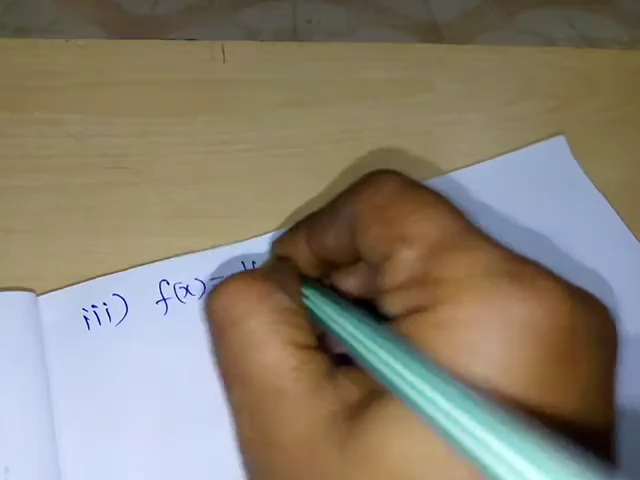 iii) f(x) =